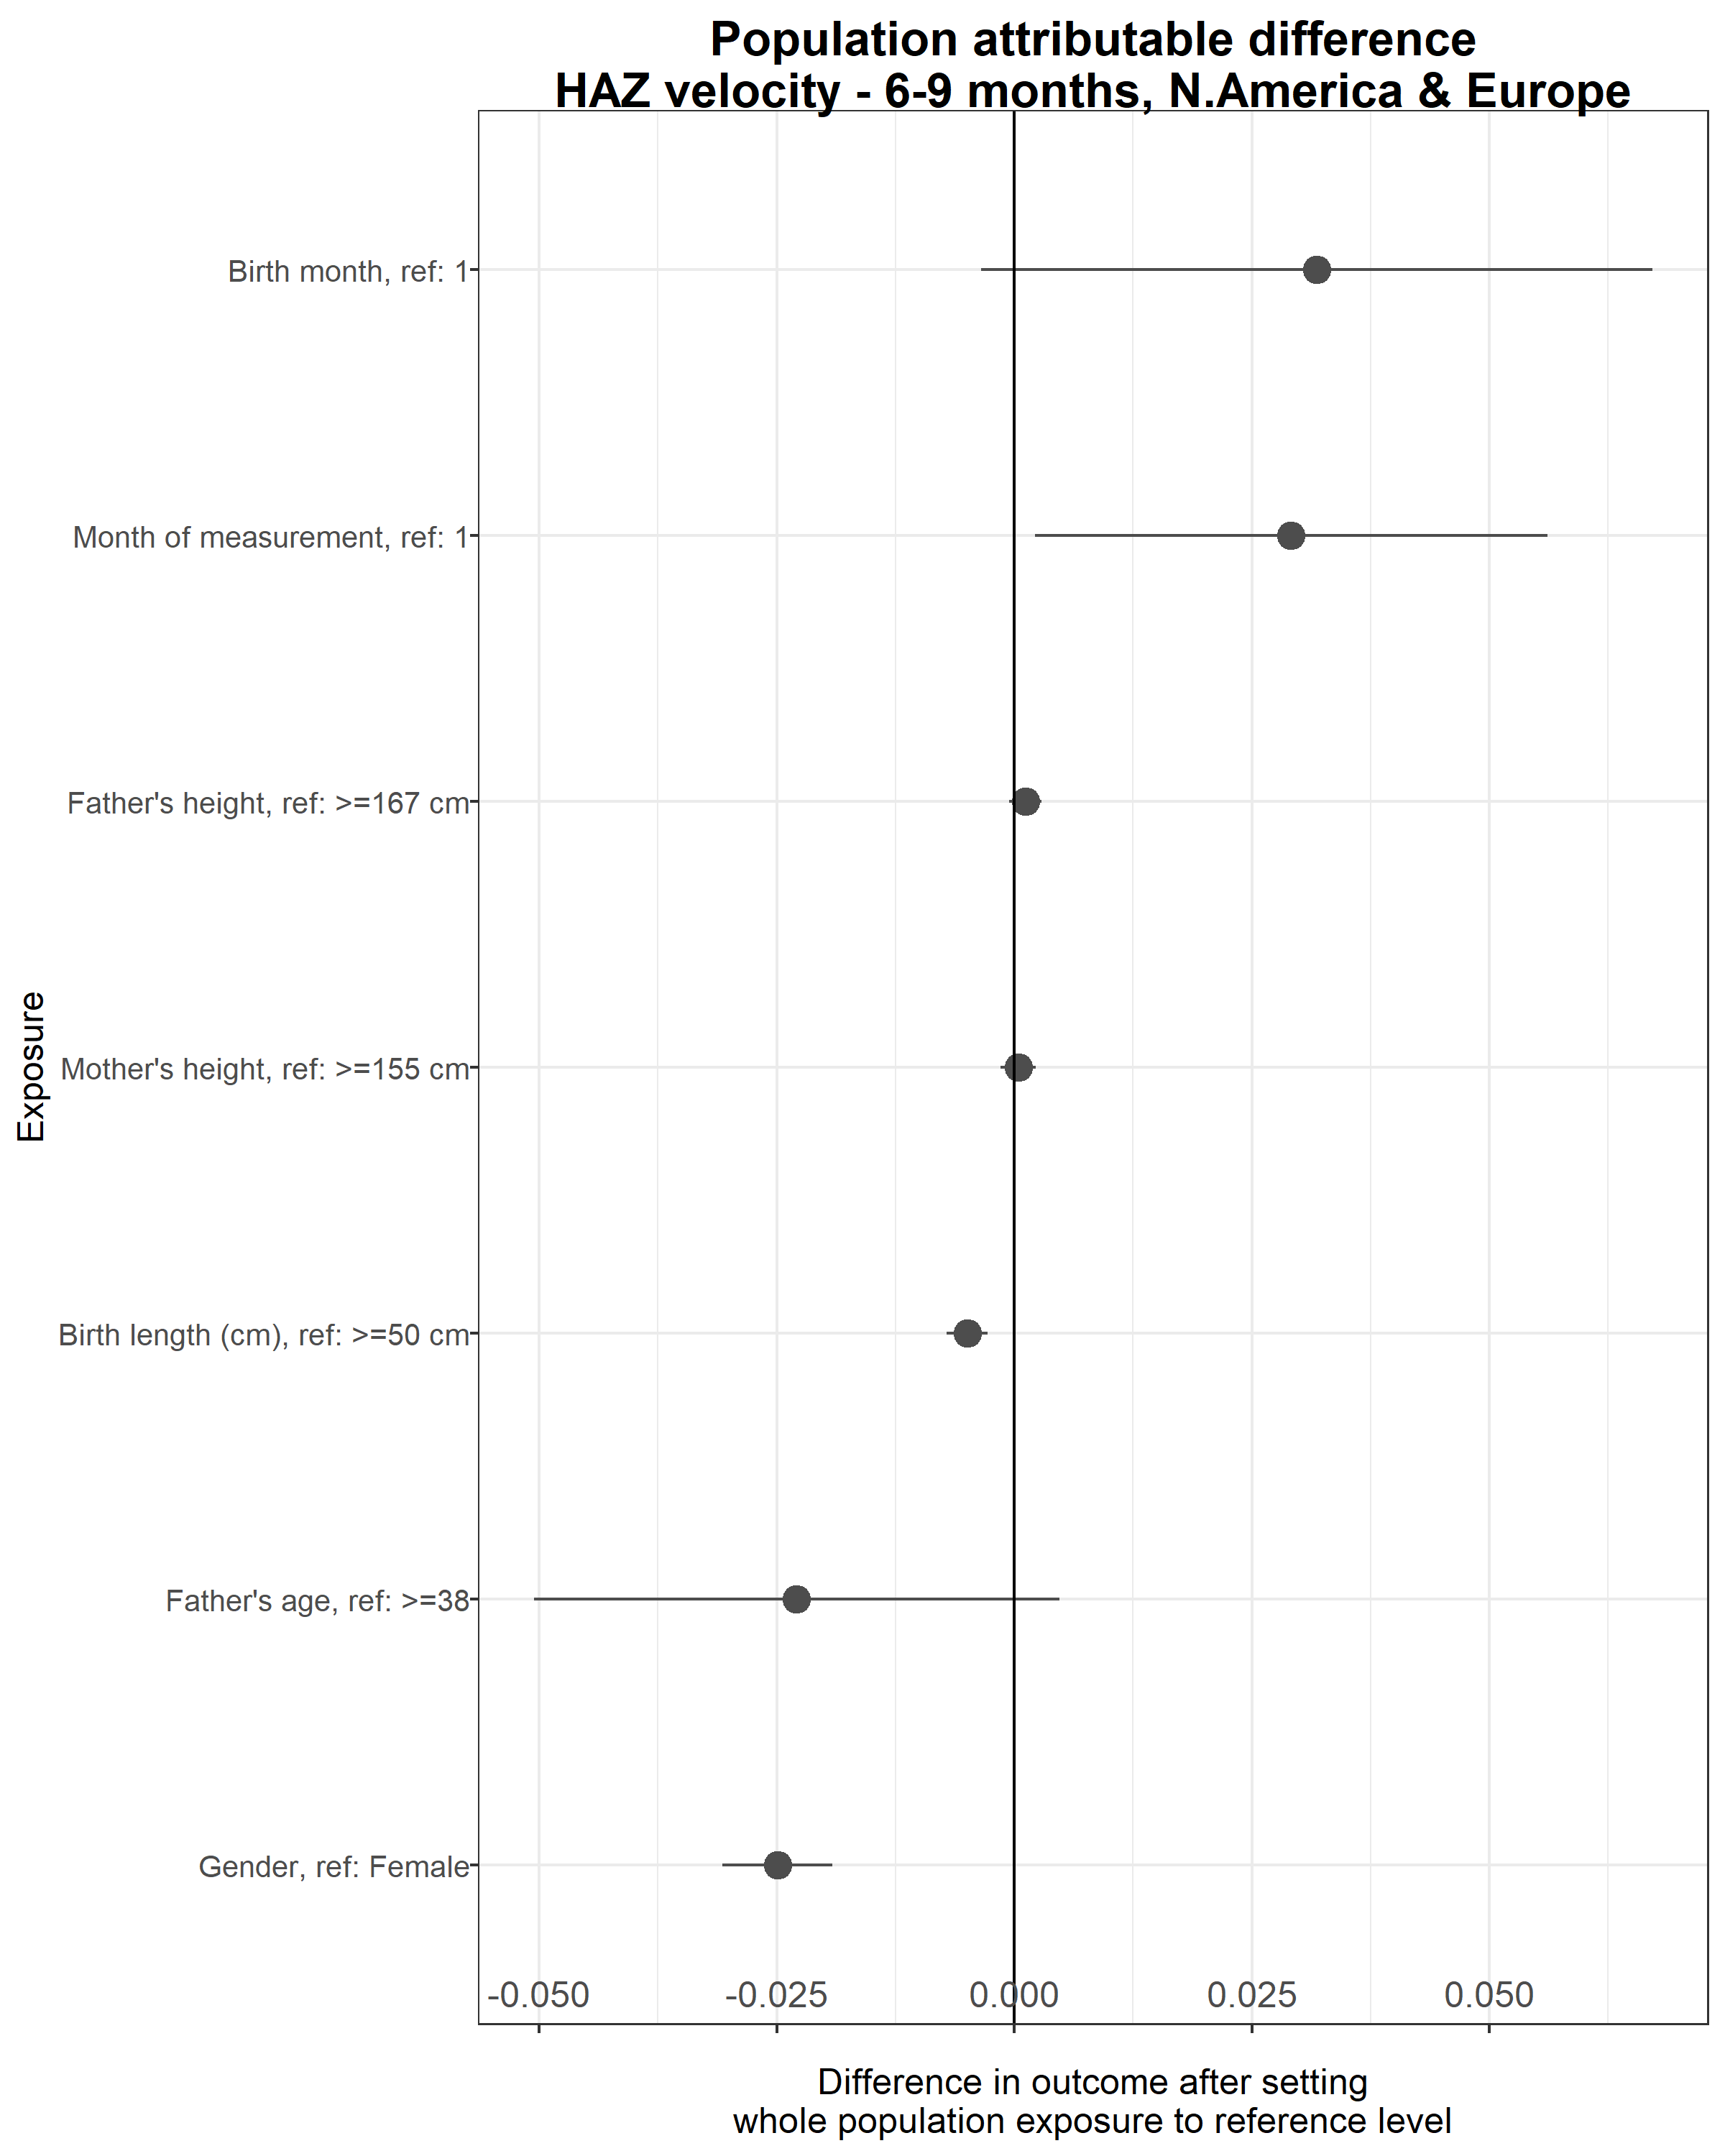 Population attributable difference
HAZ velocity - 6-9 months, N.America & Europe
Birth month, ref: 1
Month of measurement, ref: 1
Father's height, ref: >=167 cm
Mother's height, ref: >=155 cm
Birth length (cm), ref: >=50 cm
Father's age, ref: >=38
Gender, ref: Female
Exposure
-0.050 -0.025 0.000 0.025 0.050
Difference in outcome after setting
whole population exposure to reference level